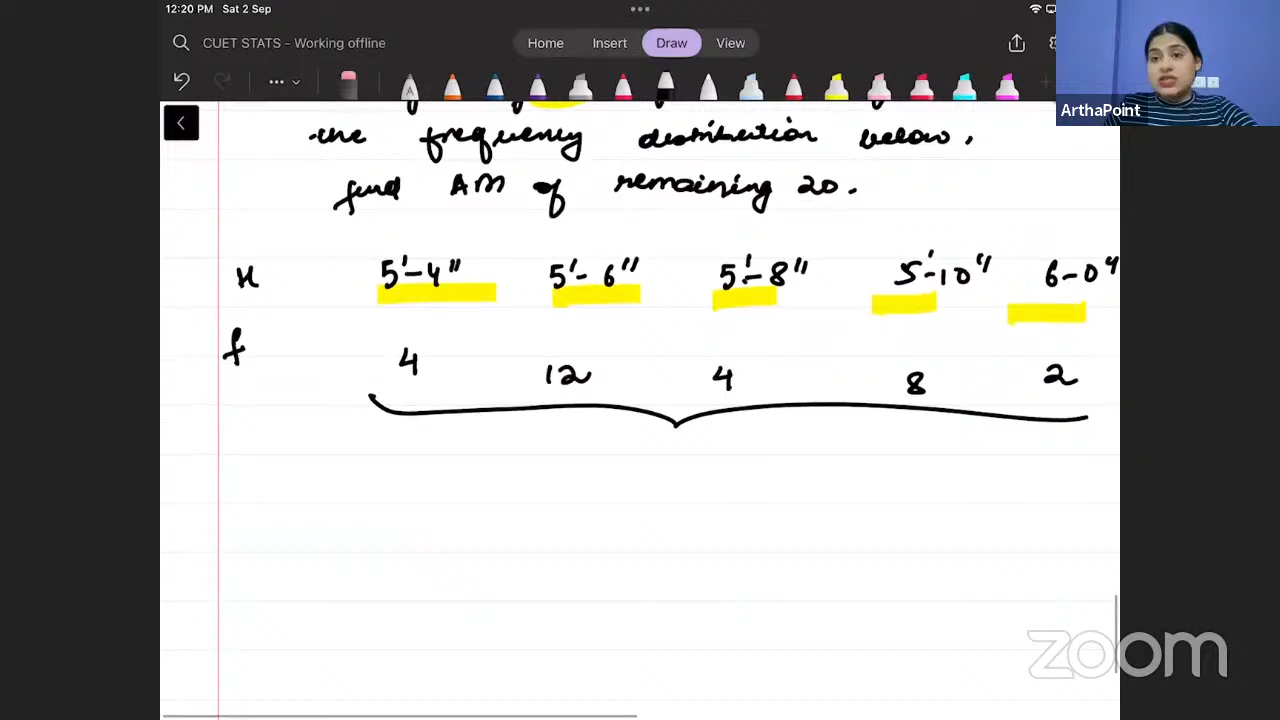 12:20 PM Sat 2 Sep
CUET STATS - Working offline
Home Insert Draw View
ArthaPoint
the frequency distribution below.
find AM of remaining 20.
H 5'-4" 5'-6" 5'-8" 5'-10" 6-0"
f 4 12 4 8 2
zoom